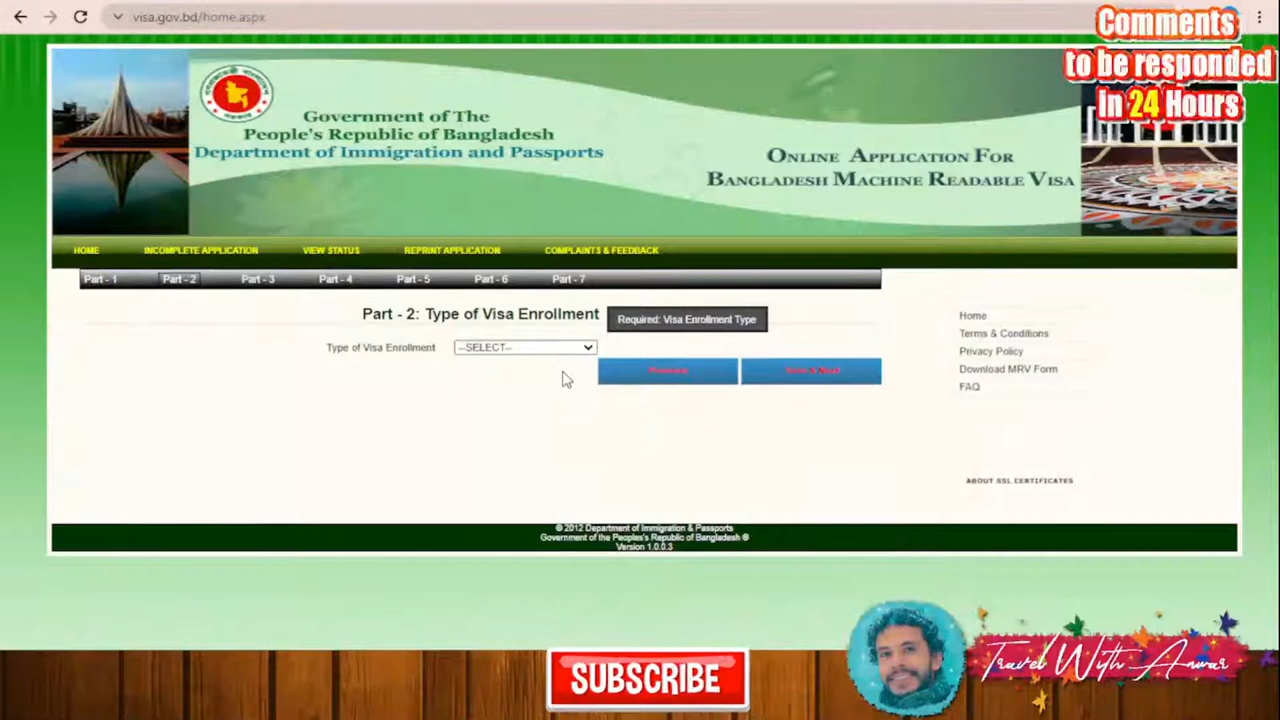 visa.gov.bd/home.aspx
Comments
to be responded
in 24 Hours
Government of The
People's Republic of Bangladesh
Department of Immigration and Passports
Online Application For
Bangladesh Machine Readable Visa
HOME INCOMPLETE APPLICATION VIEW STATUS REPRINT APPLICATION COMPLAINTS & FEEDBACK
Part - 1 Part - 2 Part - 3 Part - 4 Part - 5 Part - 6 Part - 7
Part - 2: Type of Visa Enrollment
Required: Visa Enrollment Type
Type of Visa Enrollment --SELECT--
Save & Next
Home
Terms & Conditions
Privacy Policy
Download MRV Form
FAQ
ABOUT SSL CERTIFICATES
© 2012 Department of Immigration & Passports
Government of the Peoples's Republic of Bangladesh ®
Version 1.0.0.3
SUBSCRIBE
Travel With Anwar